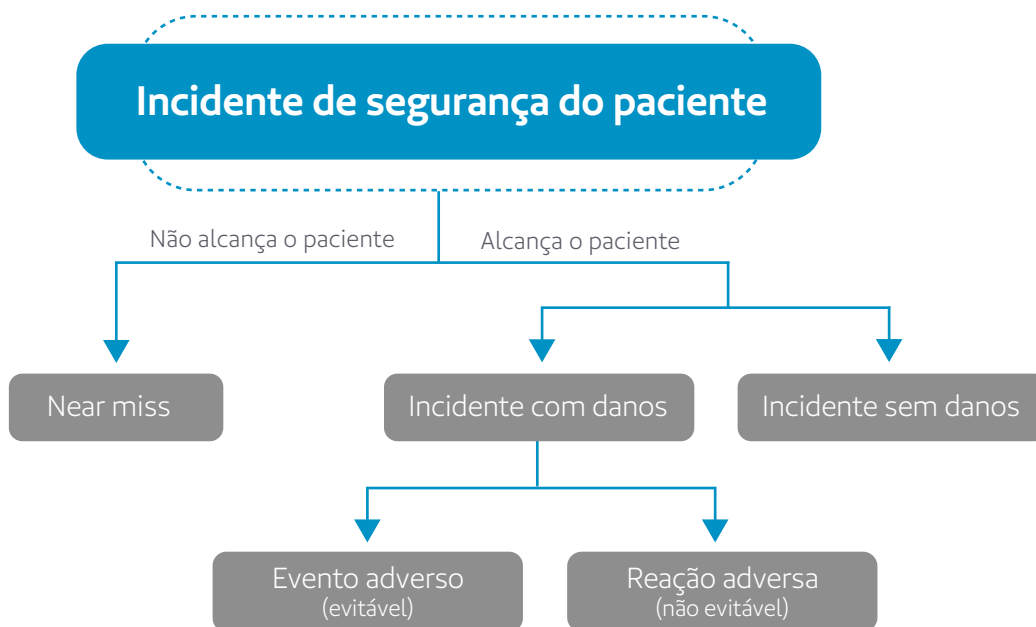 Incidente de segurança do paciente
Não alcança o paciente
Alcança o paciente
Near miss
Incidente com danos
Incidente sem danos
Evento adverso
(evitável)
Reação adversa
(não evitável)